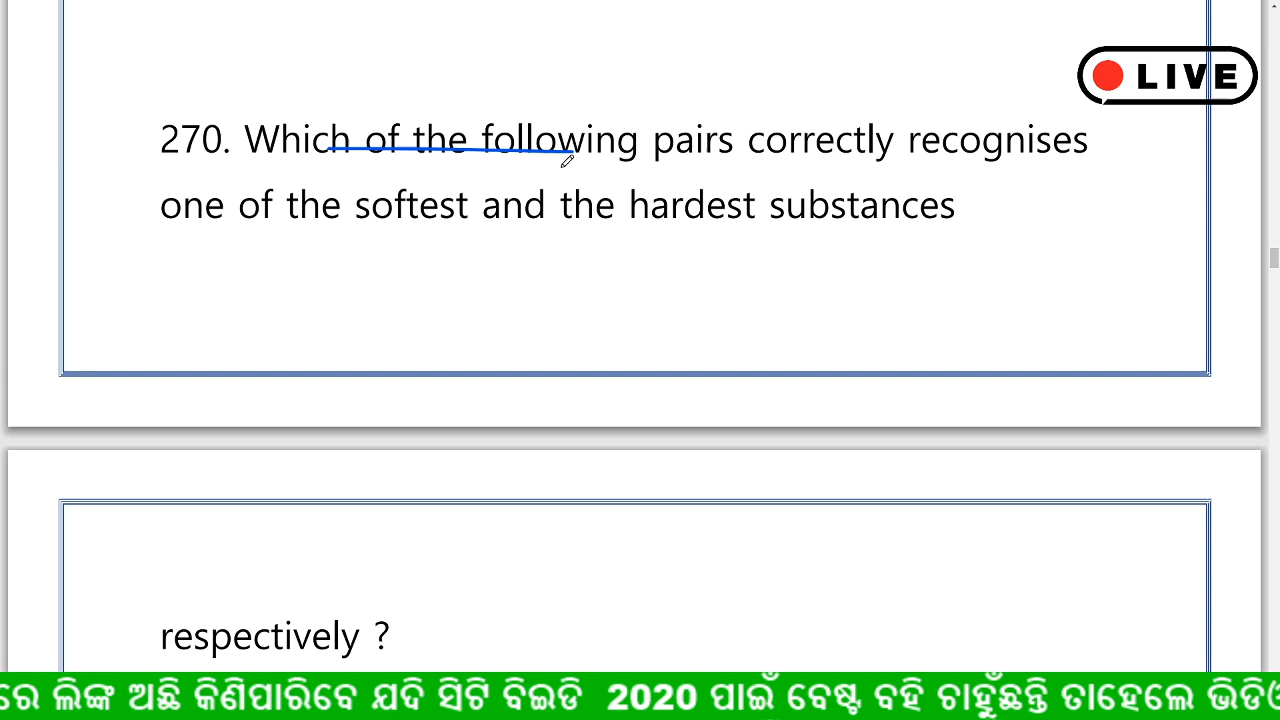 LIVE
270. Which of the following pairs correctly recognises
one of the softest and the hardest substances
respectively ?
ରେ ଲିଙ୍କ ଅଛି କିଣିପାରିବେ ଯଦି ସିଟି ବିଇଡି 2020 ପାଇଁ ବେଷ୍ଟ ବହି ଚାହୁଁଛନ୍ତି ତାହେଲେ ଭିଡି